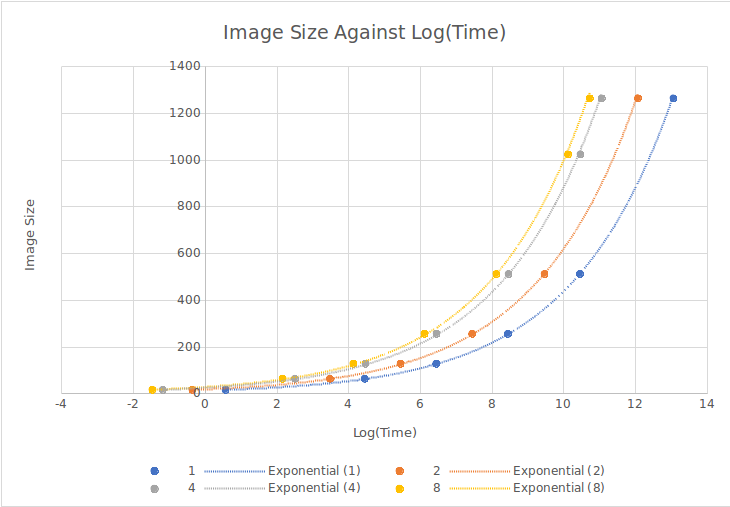 Image Size Against Log(Time)
1400
1200
1000
800
600
400
200
0
Image Size
-4 -2 0 2 4 6 8 10 12 14
Log(Time)
1 Exponential (1) 2 Exponential (2)
4 Exponential (4) 8 Exponential (8)